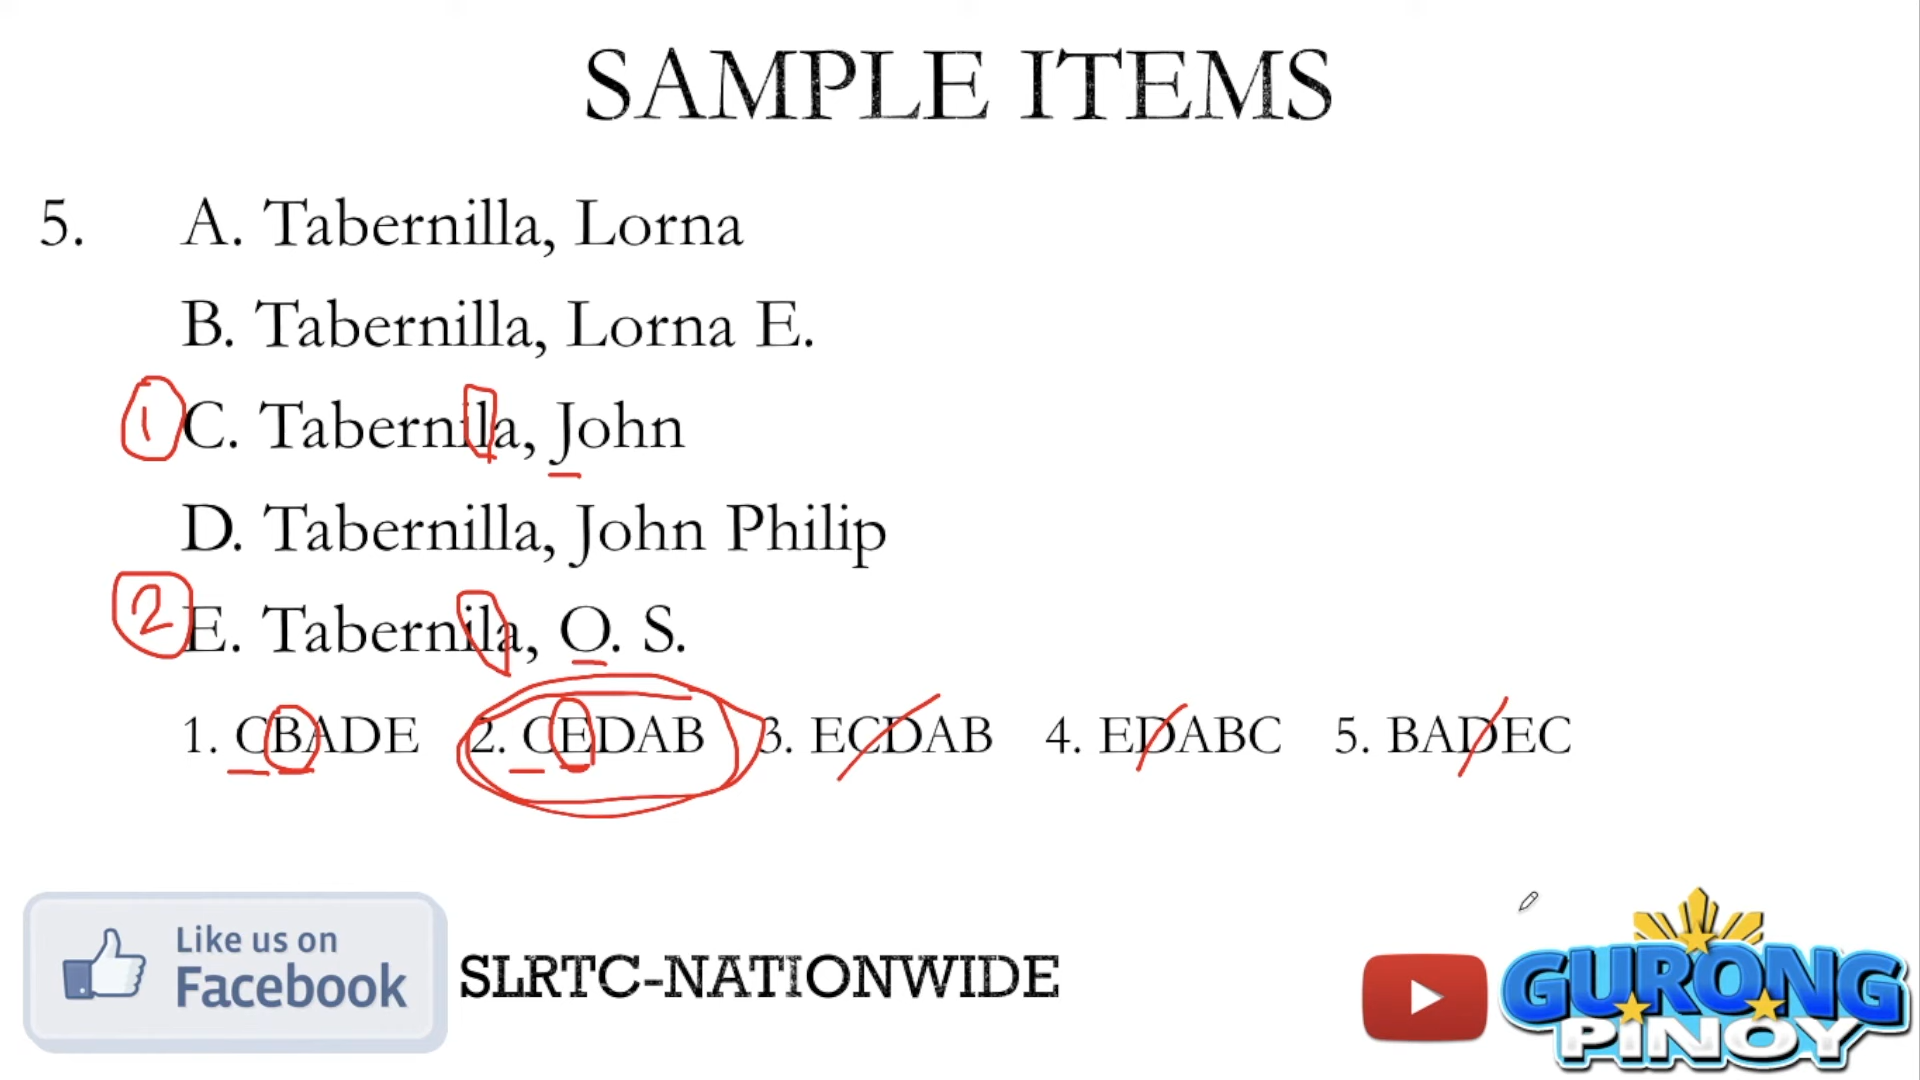 SAMPLE ITEMS
5. A. Tabernilla, Lorna
B. Tabernilla, Lorna E.
1 C. Tabernila, John
D. Tabernilla, John Philip
2 E. Tabernila, O. S.
1. CBADE 2. CEDAB 3. ECDAB 4. EDABC 5. BADEC
Like us on
Facebook
SLRTC-NATIONWIDE
GURONG
PINOY